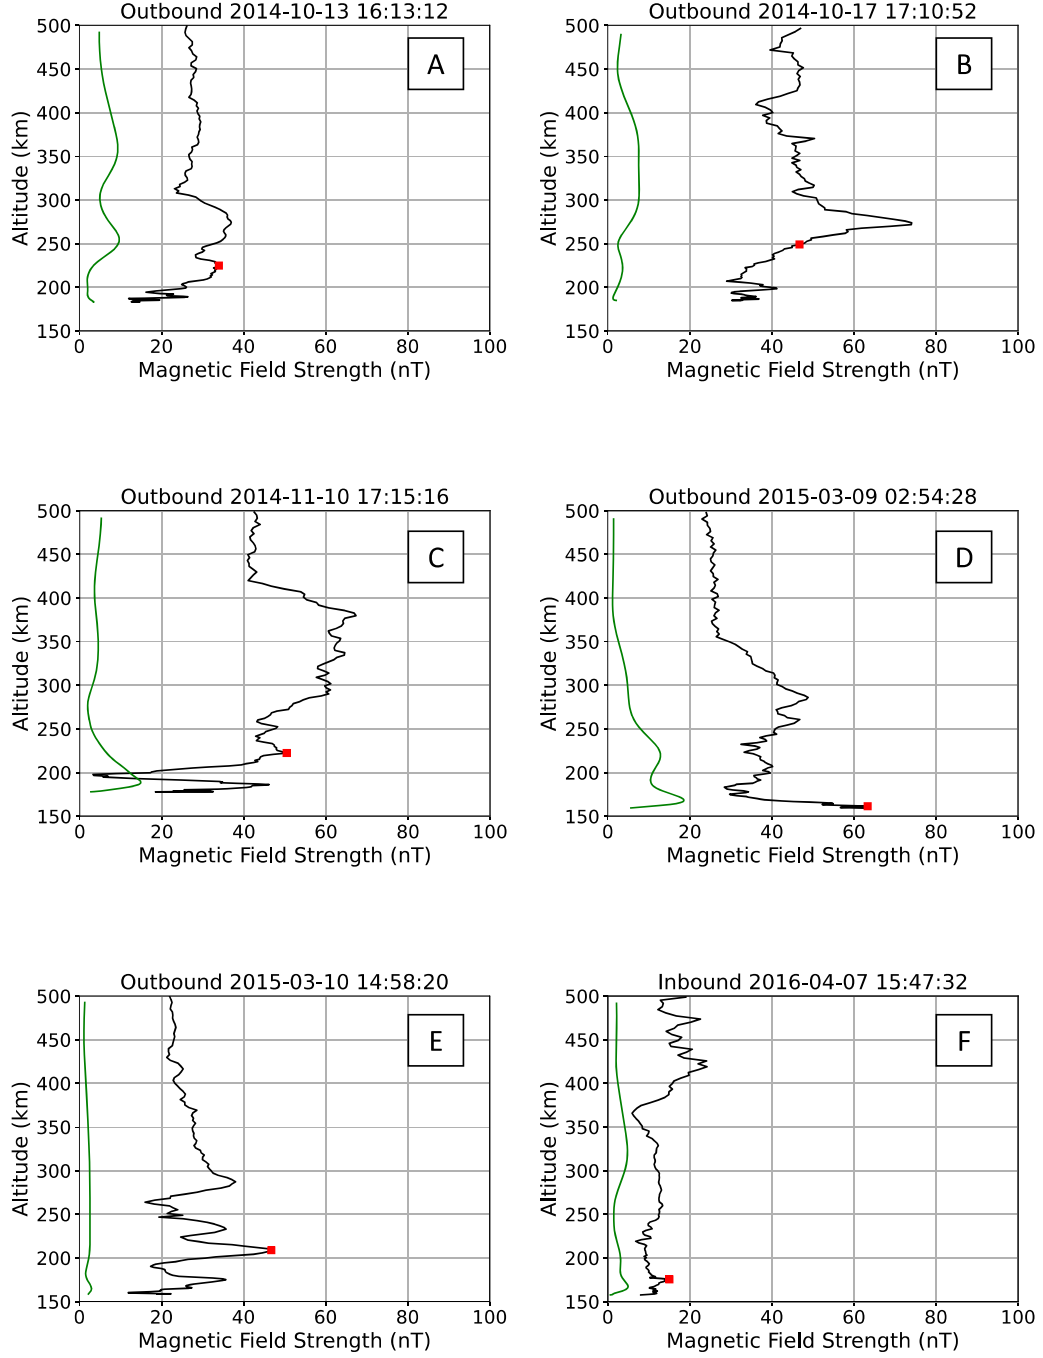 Outbound 2014-10-13 16:13:12
A
500
450
400
350
300
250
200
150
0 20 40 60 80 100
Altitude (km)
Magnetic Field Strength (nT)
Outbound 2014-10-17 17:10:52
B
500
450
400
350
300
250
200
150
0 20 40 60 80 100
Altitude (km)
Magnetic Field Strength (nT)
Outbound 2014-11-10 17:15:16
C
500
450
400
350
300
250
200
150
0 20 40 60 80 100
Altitude (km)
Magnetic Field Strength (nT)
Outbound 2015-03-09 02:54:28
D
500
450
400
350
300
250
200
150
0 20 40 60 80 100
Altitude (km)
Magnetic Field Strength (nT)
Outbound 2015-03-10 14:58:20
E
500
450
400
350
300
250
200
150
0 20 40 60 80 100
Altitude (km)
Magnetic Field Strength (nT)
Inbound 2016-04-07 15:47:32
F
500
450
400
350
300
250
200
150
0 20 40 60 80 100
Altitude (km)
Magnetic Field Strength (nT)